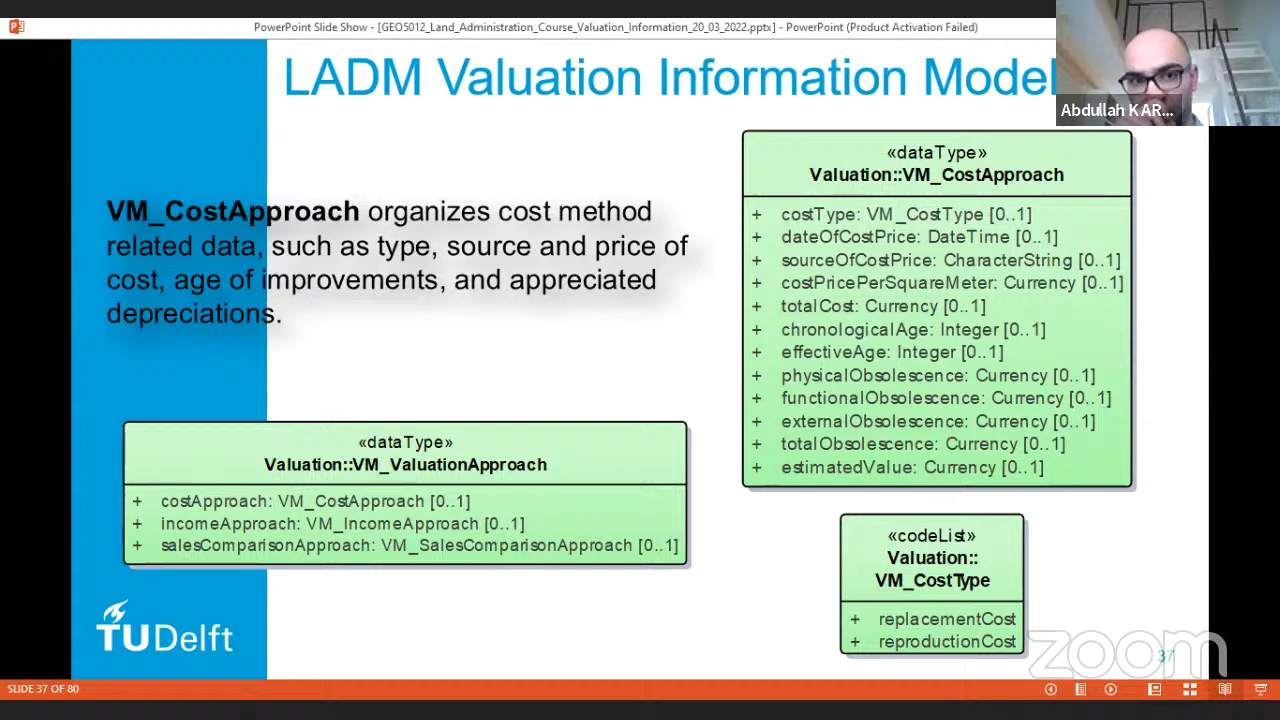 PowerPoint Slide Show - [GEO5012_Land_Administration_Course_Valuation_Information_20_03_2022.pptx] - PowerPoint (Product Activation Failed)
LADM Valuation Information Model
Abdullah KAR...
VM_CostApproach organizes cost method
related data, such as type, source and price of
cost, age of improvements, and appreciated
depreciations.
«dataType»
Valuation::VM_CostApproach
+ costType: VM_CostType [0..1]
+ dateOfCostPrice: DateTime [0..1]
+ sourceOfCostPrice: CharacterString [0..1]
+ costPricePerSquareMeter: Currency [0..1]
+ totalCost: Currency [0..1]
+ chronologicalAge: Integer [0..1]
+ effectiveAge: Integer [0..1]
+ physicalObsolescence: Currency [0..1]
+ functionalObsolescence: Currency [0..1]
+ externalObsolescence: Currency [0..1]
+ totalObsolescence: Currency [0..1]
+ estimatedValue: Currency [0..1]
«dataType»
Valuation::VM_ValuationApproach
+ costApproach: VM_CostApproach [0..1]
+ incomeApproach: VM_IncomeApproach [0..1]
+ salesComparisonApproach: VM_SalesComparisonApproach [0..1]
«codeList»
Valuation::
VM_CostType
+ replacementCost
+ reproductionCost
TUDelft
zoom
37
SLIDE 37 OF 80